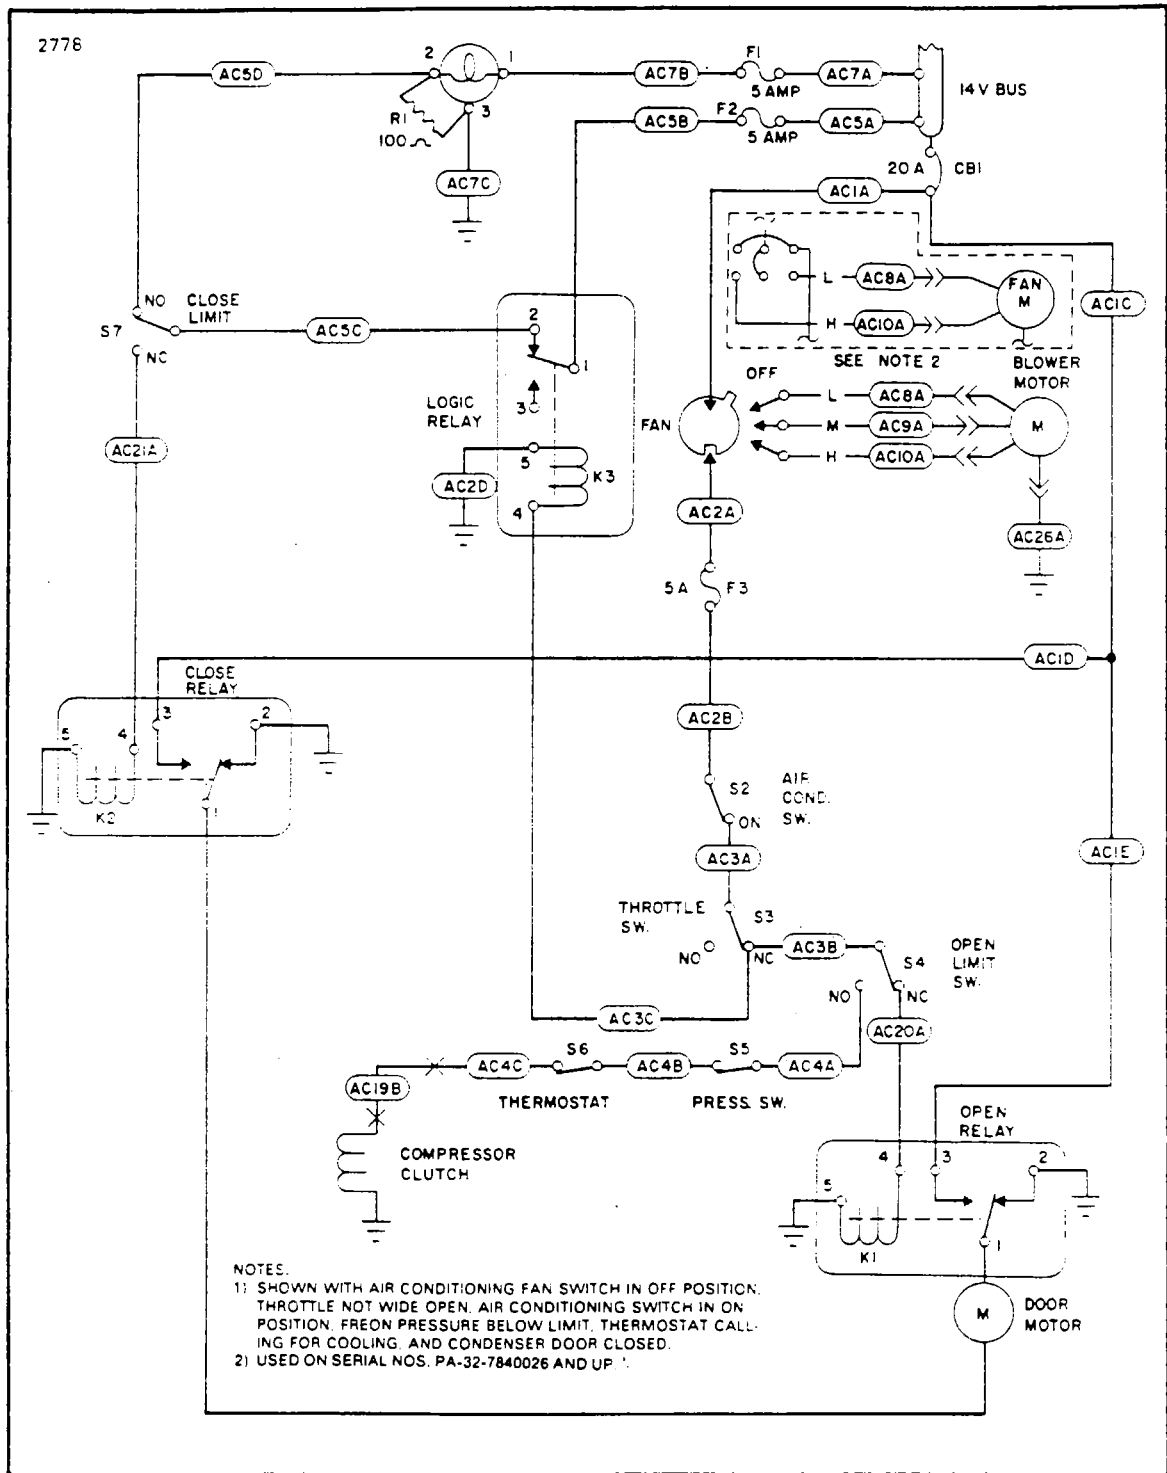 2778
2
1
AC5D
AC7B
F1
5 AMP
AC7A
14V BUS
R1
100
3
AC5B
F2
5 AMP
AC5A
AC7C
20 A
CB1
AC1A
NO
CLOSE
LIMIT
S7
NC
AC5C
2
1
3
LOGIC
RELAY
L
AC8A
FAN
M
H
AC10A
AC1C
SEE NOTE 2
BLOWER
MOTOR
OFF
FAN
L
AC8A
M
AC9A
M
H
AC10A
AC21A
5
K3
AC2D
4
AC2A
AC26A
5 A
F3
AC1D
CLOSE
RELAY
3
2
AC2B
5
4
K2
1
S2
AIR
COND.
SW.
ON
AC3A
AC1E
THROTTLE
SW.
S3
NO
NC
AC3B
OPEN
LIMIT
SW.
S4
NO
NC
AC3C
AC20A
AC4C
S6
AC4B
S5
AC4A
AC19B
THERMOSTAT
PRESS. SW.
OPEN
RELAY
COMPRESSOR
CLUTCH
4
3
2
5
K1
1
M
DOOR
MOTOR
NOTES.
1) SHOWN WITH AIR CONDITIONING FAN SWITCH IN OFF POSITION.
THROTTLE NOT WIDE OPEN. AIR CONDITIONING SWITCH IN ON
POSITION, FREON PRESSURE BELOW LIMIT, THERMOSTAT CALL-
ING FOR COOLING, AND CONDENSER DOOR CLOSED.
2) USED ON SERIAL NOS. PA-32-7840026 AND UP.